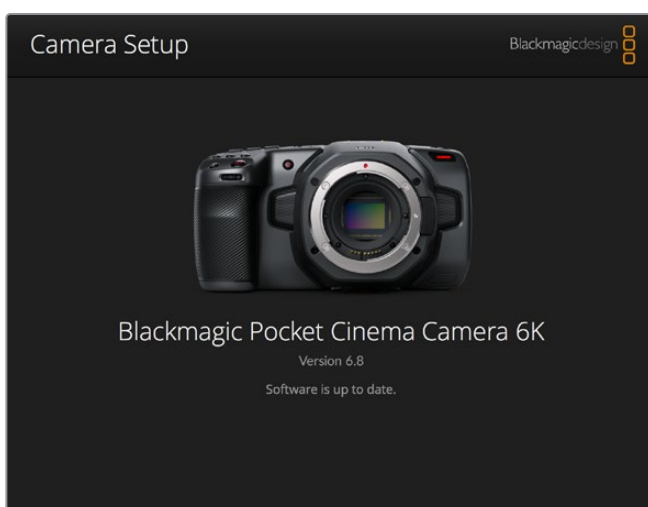 Camera Setup
Blackmagicdesign
Blackmagic Pocket Cinema Camera 6K
Version 6.8
Software is up to date.